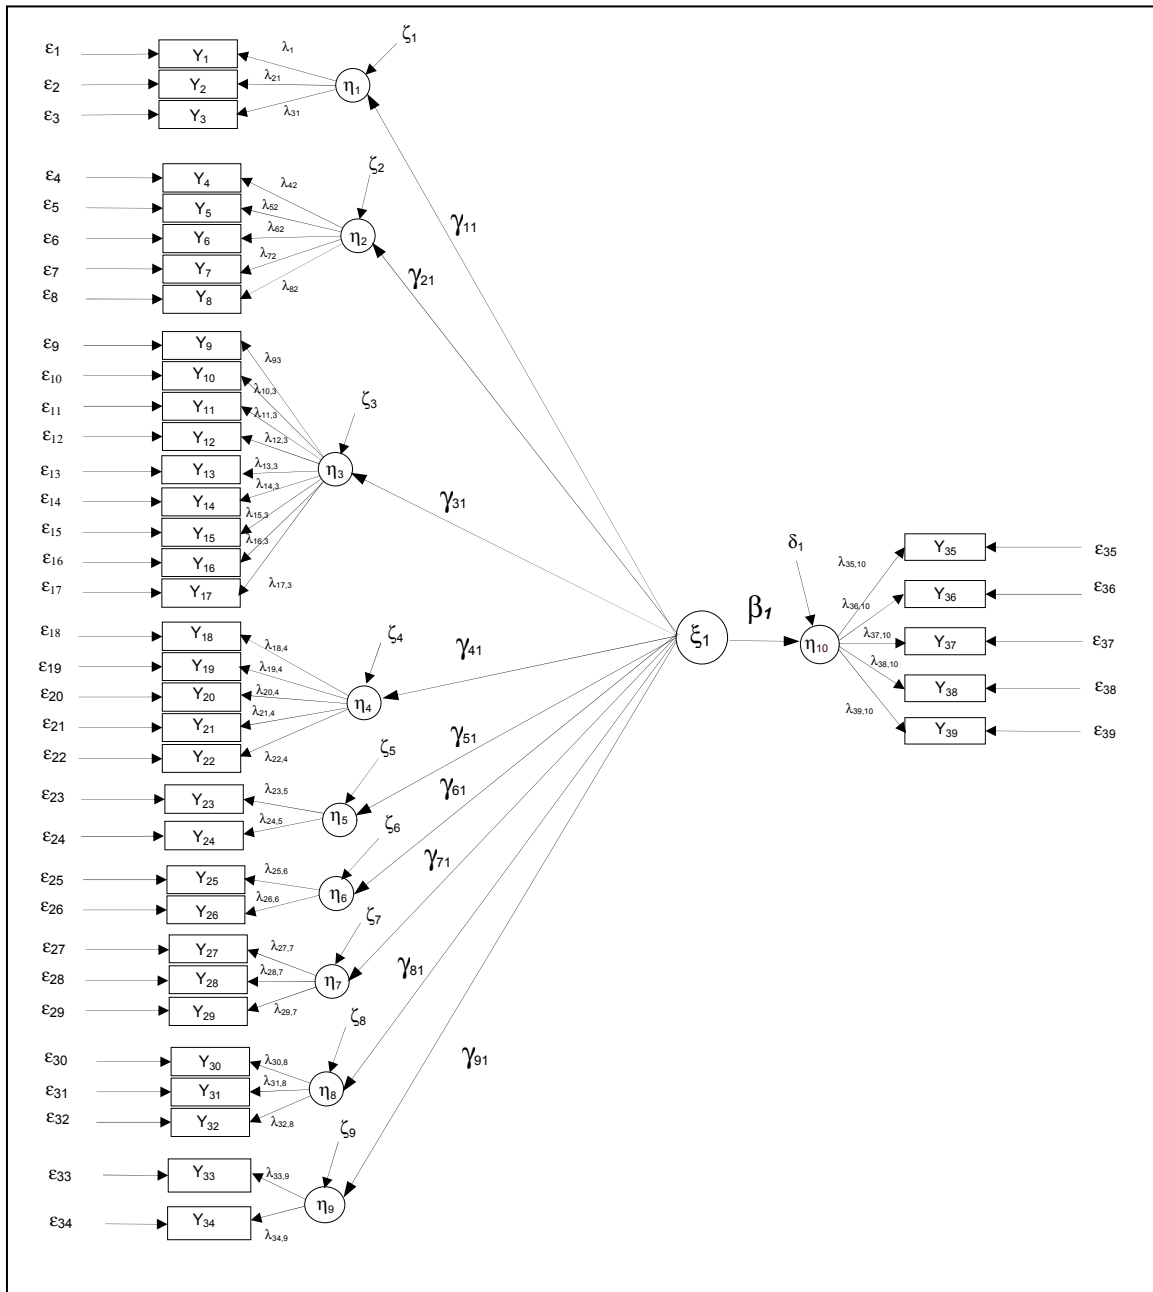 ε1 Y1 λ1 ζ1
ε2 Y2 λ21 η1
ε3 Y3 λ31
ε4 Y4 λ42 ζ2
ε5 Y5 λ52
ε6 Y6 λ62 η2 γ11
ε7 Y7 λ72 γ21
ε8 Y8 λ82
ε9 Y9 λ93
ε10 Y10 λ10,3
ε11 Y11 λ11,3 ζ3
ε12 Y12 λ12,3
ε13 Y13 λ13,3 η3
ε14 Y14 λ14,3 γ31
ε15 Y15 λ15,3
ε16 Y16 λ16,3
ε17 Y17 λ17,3
ε18 Y18 λ18,4 ζ4
ε19 Y19 λ19,4 γ41
ε20 Y20 λ20,4 η4
ε21 Y21 λ21,4
ε22 Y22 λ22,4 γ51
ε23 Y23 λ23,5 ζ5 γ61
ε24 Y24 λ24,5 η5 ζ6
ε25 Y25 λ25,6 γ71
ε26 Y26 λ26,6 η6 ζ7
ε27 Y27 λ27,7
ε28 Y28 λ28,7 η7 γ81
ε29 Y29 λ29,7 ζ8
ε30 Y30 λ30,8 γ91
ε31 Y31 λ31,8 η8
ε32 Y32 λ32,8 ζ9
ε33 Y33 λ33,9
ε34 Y34 λ34,9 η9
ξ1 β1 δ1 η10
λ35,10 Y35 ε35
λ36,10 Y36 ε36
λ37,10 Y37 ε37
λ38,10 Y38 ε38
λ39,10 Y39 ε39